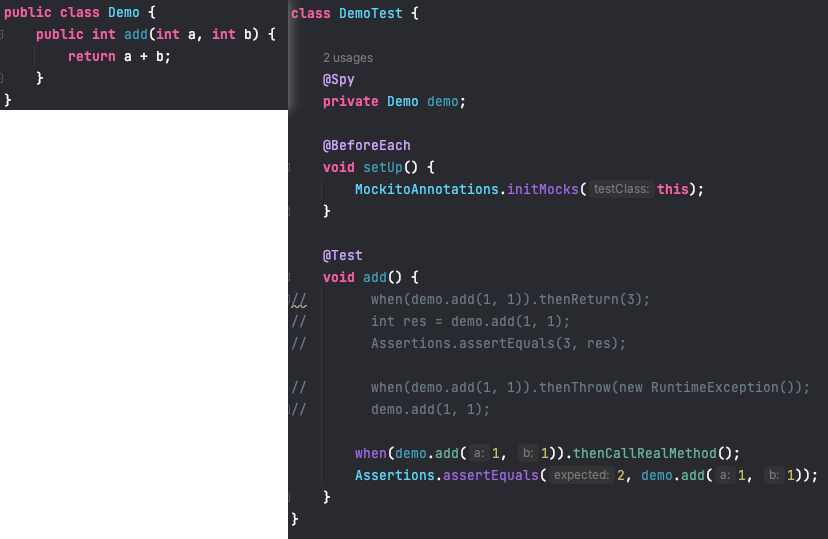 public class Demo {
public int add(int a, int b) {
return a + b;
}
}
class DemoTest {
2 usages
@Spy
private Demo demo;
@BeforeEach
void setUp() {
MockitoAnnotations.initMocks( testClass: this);
}
@Test
void add() {
// when(demo.add(1, 1)).thenReturn(3);
// int res = demo.add(1, 1);
// Assertions.assertEquals(3, res);
// when(demo.add(1, 1)).thenThrow(new RuntimeException());
// demo.add(1, 1);
when(demo.add( a: 1, b: 1)).thenCallRealMethod();
Assertions.assertEquals( expected: 2, demo.add( a: 1, b: 1));
}
}